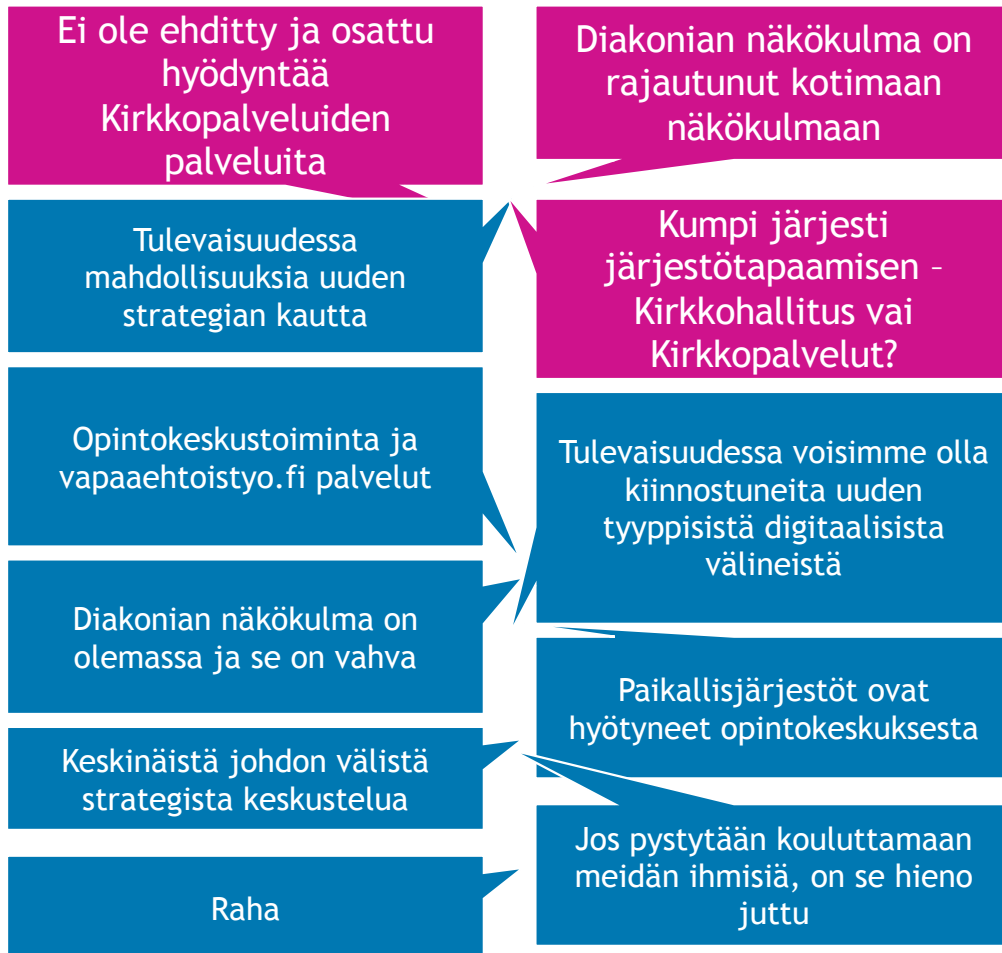 Ei ole ehditty ja osattu
hyödyntää
Kirkkopalveluiden
palveluita
Diakonian näkökulma on
rajautunut kotimaan
näkökulmaan
Tulevaisuudessa
mahdollisuuksia uuden
strategian kautta
Kumpi järjesti
järjestötapaamisen –
Kirkkohallitus vai
Kirkkopalvelut?
Opintokeskustoiminta ja
vapaaehtoistyo.fi palvelut
Tulevaisuudessa voisimme olla
kiinnostuneita uuden
tyyppisistä digitaalisista
välineistä
Diakonian näkökulma on
olemassa ja se on vahva
Paikallisjärjestöt ovat
hyötyneet opintokeskuksesta
Keskinäistä johdon välistä
strategista keskustelua
Jos pystytään kouluttamaan
meidän ihmisiä, on se hieno
juttu
Raha